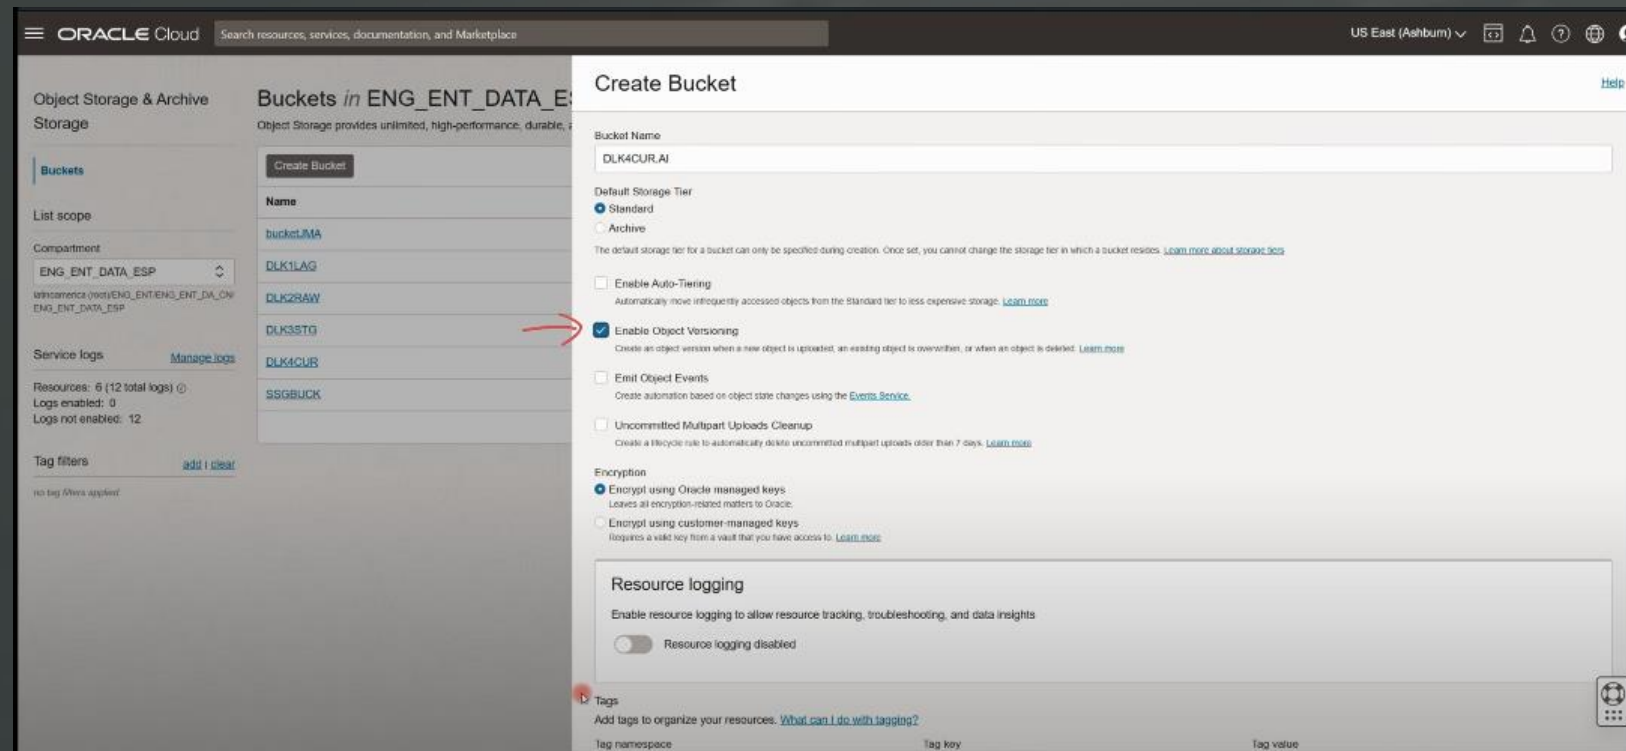 ORACLE Cloud
Search resources, services, documentation, and Marketplace
US East (Ashburn)
Object Storage & Archive
Storage
Buckets
List scope
Compartment
ENG_ENT_DATA_ESP
(root)/ENG_ENT/ENG_ENT_DA_CN/
ENG_ENT_DATA_ESP
Service logs
Manage logs
Resources: 6 (12 total logs)
Logs enabled: 0
Logs not enabled: 12
Tag filters
add | clear
no tag filters applied
Buckets in ENG_ENT_DATA_ES
Object Storage provides unlimited, high-performance, durable,
Create Bucket
Name
bucketJMA
DLK1LAG
DLK2RAW
DLK3STG
DLK4CUR
SSGBUCK
Create Bucket
Help
Bucket Name
DLK4CUR.AI
Default Storage Tier
Standard
Archive
The default storage tier for a bucket can only be specified during creation. Once set, you cannot change the storage tier in which a bucket resides. Learn more about storage tiers
Enable Auto-Tiering
Automatically move infrequently accessed objects from the Standard tier to less expensive storage. Learn more
Enable Object Versioning
Create an object version when a new object is uploaded, an existing object is overwritten, or when an object is deleted. Learn more
Emit Object Events
Create automation based on object state changes using the Events Service.
Uncommitted Multipart Uploads Cleanup
Create a lifecycle rule to automatically delete uncommitted multipart uploads older than 7 days. Learn more
Encryption
Encrypt using Oracle managed keys
Leaves all encryption-related matters to Oracle.
Encrypt using customer-managed keys
Requires a valid key from a vault that you have access to. Learn more
Resource logging
Enable resource logging to allow resource tracking, troubleshooting, and data insights
Resource logging disabled
Tags
Add tags to organize your resources. What can I do with tagging?
Tag namespace
Tag key
Tag value